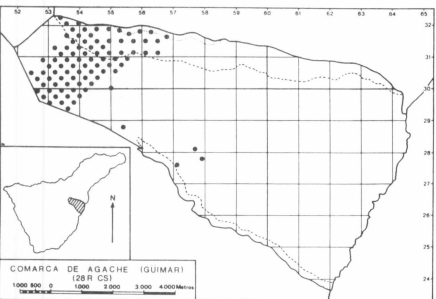 52 53 54 55 56 57 58 59 60 61 62 63 64 65
32
31
30
29
28
27
26
25
24
N
COMARCA DE AGACHE (GUIMAR)
(28R CS)
1.000 500 0 1.000 2.000 3.000 4.000 Metros